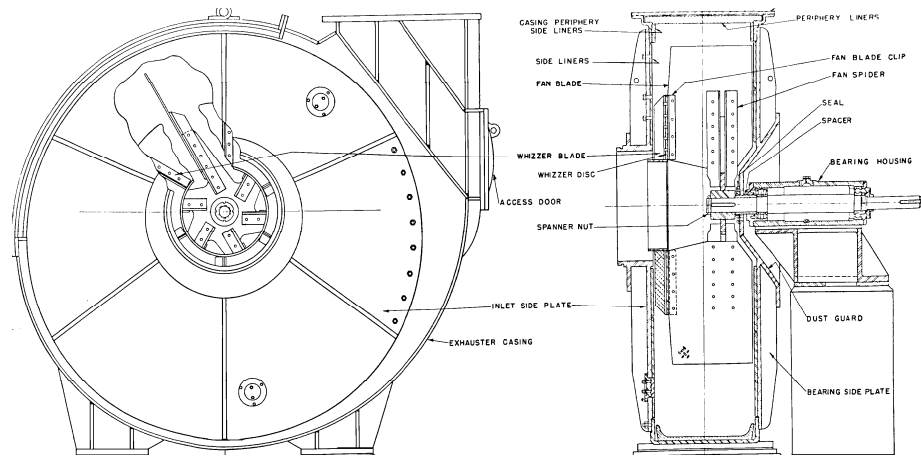 CASING PERIPHERY
SIDE LINERS
PERIPHERY LINERS
SIDE LINERS
FAN BLADE CLIP
FAN BLADE
FAN SPIDER
SEAL
SPACER
WHIZZER BLADE
BEARING HOUSING
WHIZZER DISC
ACCESS DOOR
SPANNER NUT
INLET SIDE PLATE
DUST GUARD
EXHAUSTER CASING
BEARING SIDE PLATE